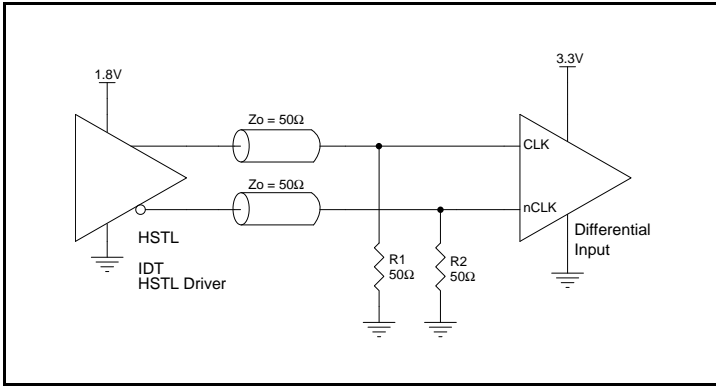 1.8V
3.3V
Zo = 50Ω
CLK
Zo = 50Ω
nCLK
HSTL
Differential
Input
R1
50Ω
R2
50Ω
IDT
HSTL Driver